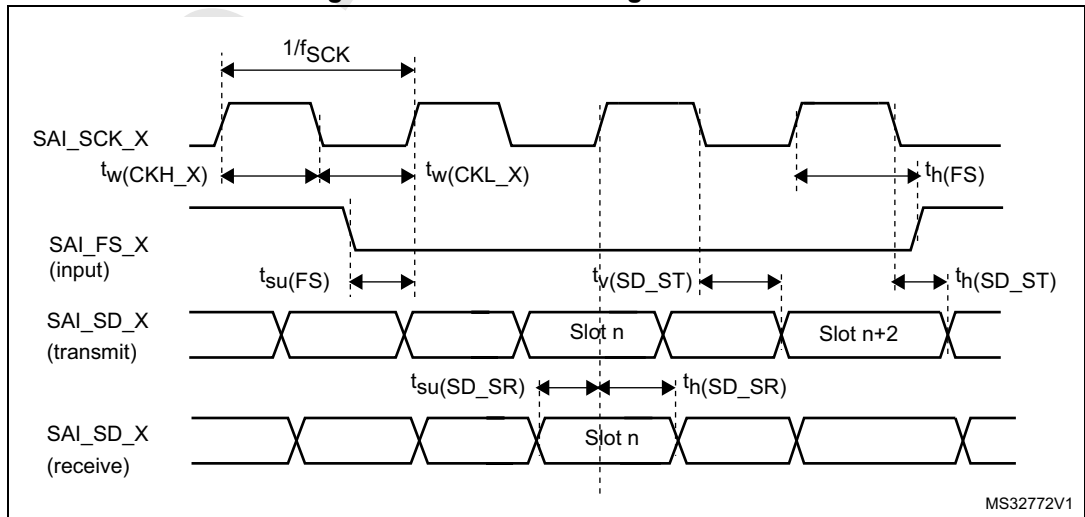 1/fSCK
SAI_SCK_X
tw(CKH_X)
tw(CKL_X)
th(FS)
SAI_FS_X
(input)
tsu(FS)
tv(SD_ST)
th(SD_ST)
SAI_SD_X
(transmit)
Slot n
Slot n+2
tsu(SD_SR)
th(SD_SR)
SAI_SD_X
(receive)
Slot n
MS32772V1